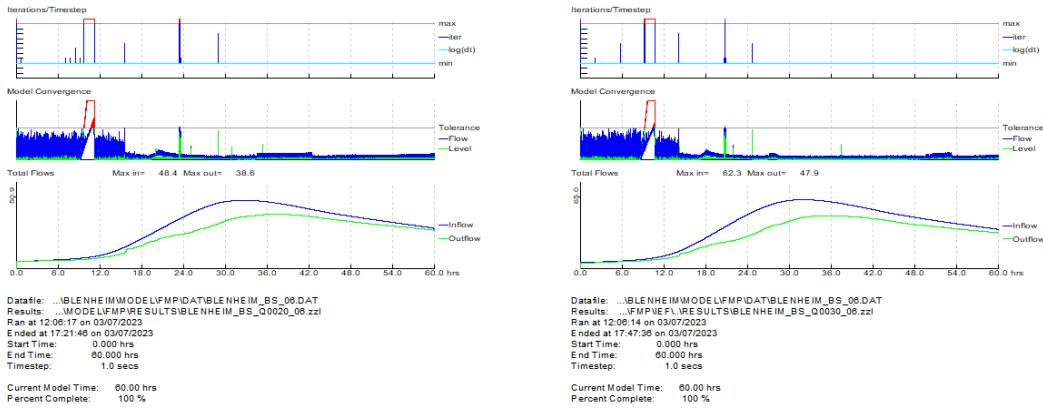 Iterations/Timestep
max
iter
log(dt)
min
Model Convergence
Tolerance
Flow
Level
Total Flows Max in= 48.4 Max out= 38.6
50.9
Inflow
Outflow
0.0 6.0 12.0 18.0 24.0 30.0 36.0 42.0 48.0 54.0 60.0 hrs
Datafile: ...\BLENHEIM\MODEL\FMP\DAT\BLENHEIM_BS_06.DAT
Results: ...\MODEL\FMP\RESULTS\BLENHEIM_BS_Q0020_06.zzl
Ran at 12:06:17 on 03/07/2023
Ended at 17:21:46 on 03/07/2023
Start Time: 0.000 hrs
End Time: 60.000 hrs
Timestep: 1.0 secs
Current Model Time: 60.00 hrs
Percent Complete: 100 %
Iterations/Timestep
max
iter
log(dt)
min
Model Convergence
Tolerance
Flow
Level
Total Flows Max in= 62.3 Max out= 47.9
Inflow
Outflow
0.0 6.0 12.0 18.0 24.0 30.0 36.0 42.0 48.0 54.0 60.0 hrs
Datafile: ...\BLENHEIM\MODEL\FMP\DAT\BLENHEIM_BS_06.DAT
Results: ...\FMP\IEF\..\RESULTS\BLENHEIM_BS_Q0030_06.zzl
Ran at 12:06:14 on 03/07/2023
Ended at 17:47:36 on 03/07/2023
Start Time: 0.000 hrs
End Time: 60.000 hrs
Timestep: 1.0 secs
Current Model Time: 60.00 hrs
Percent Complete: 100 %